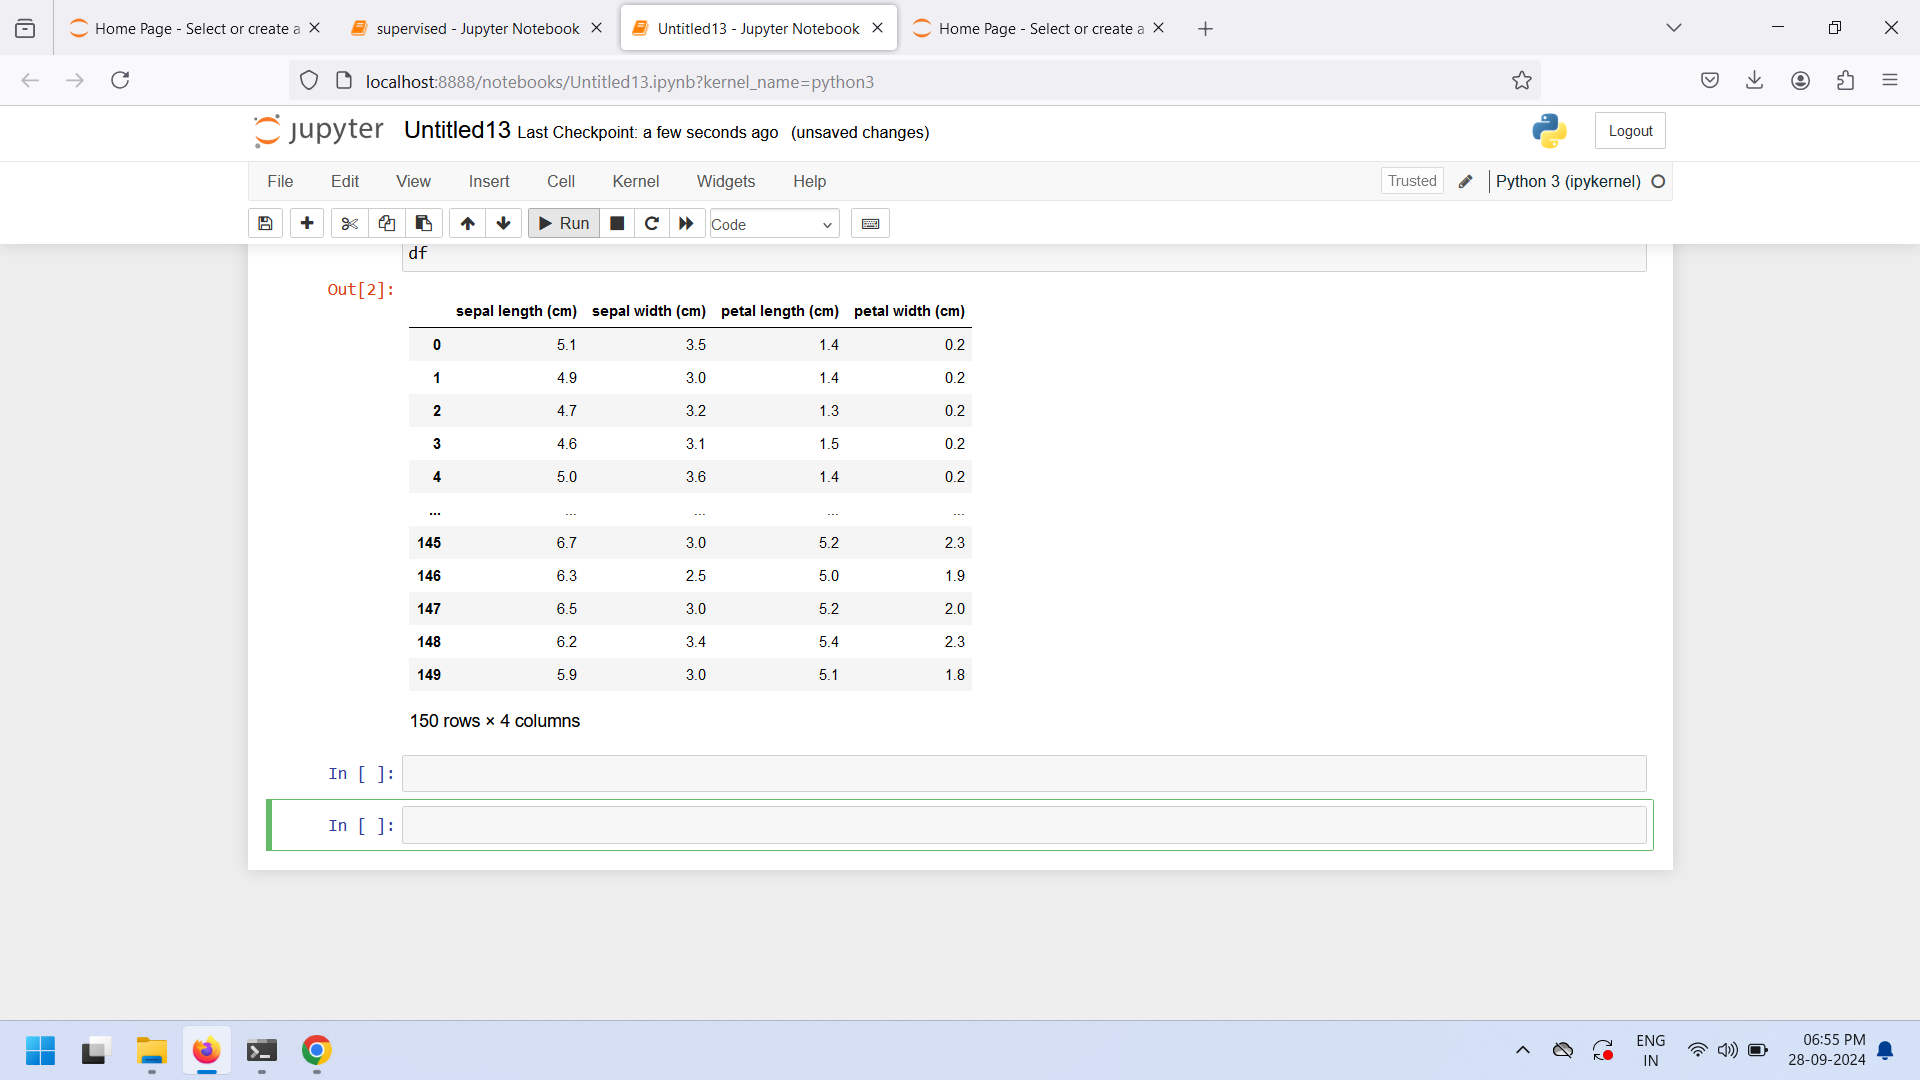 Home Page - Select or create a
supervised - Jupyter Notebook
Untitled13 - Jupyter Notebook
Home Page - Select or create a
localhost:8888/notebooks/Untitled13.ipynb?kernel_name=python3
jupyter Untitled13 Last Checkpoint: a few seconds ago (unsaved changes)
Logout
File Edit View Insert Cell Kernel Widgets Help
Trusted Python 3 (ipykernel)
Run Code
df
Out[2]:
sepal length (cm) sepal width (cm) petal length (cm) petal width (cm)
0 5.1 3.5 1.4 0.2
1 4.9 3.0 1.4 0.2
2 4.7 3.2 1.3 0.2
3 4.6 3.1 1.5 0.2
4 5.0 3.6 1.4 0.2
... ... ... ... ...
145 6.7 3.0 5.2 2.3
146 6.3 2.5 5.0 1.9
147 6.5 3.0 5.2 2.0
148 6.2 3.4 5.4 2.3
149 5.9 3.0 5.1 1.8
150 rows × 4 columns
In [ ]:
In [ ]:
ENG
IN
06:55 PM
28-09-2024